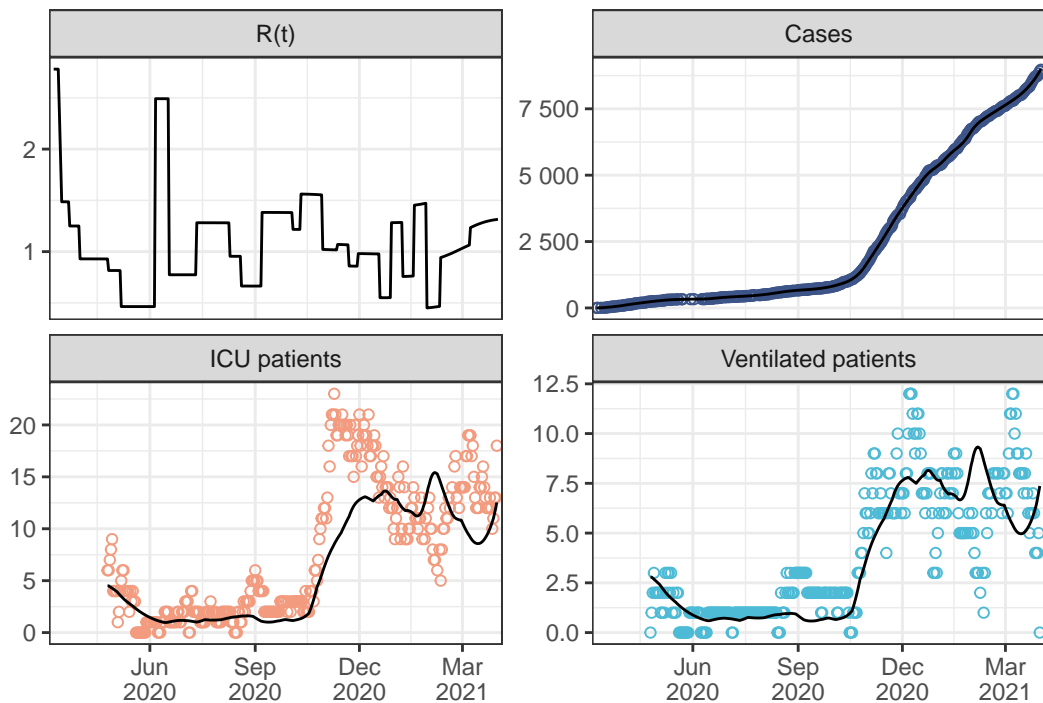 R(t)
Cases
2
1
7 500
5 000
2 500
0
ICU patients
Ventilated patients
20
15
10
5
0
12.5
10.0
7.5
5.0
2.5
0.0
Jun Sep Dec Mar
2020 2020 2020 2021
Jun Sep Dec Mar
2020 2020 2020 2021